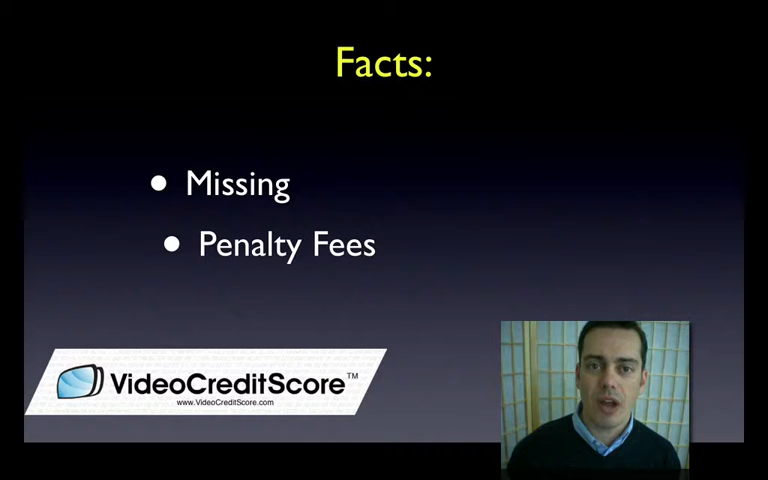 Facts:
• Missing
• Penalty Fees
VideoCreditScore™
www.VideoCreditScore.com